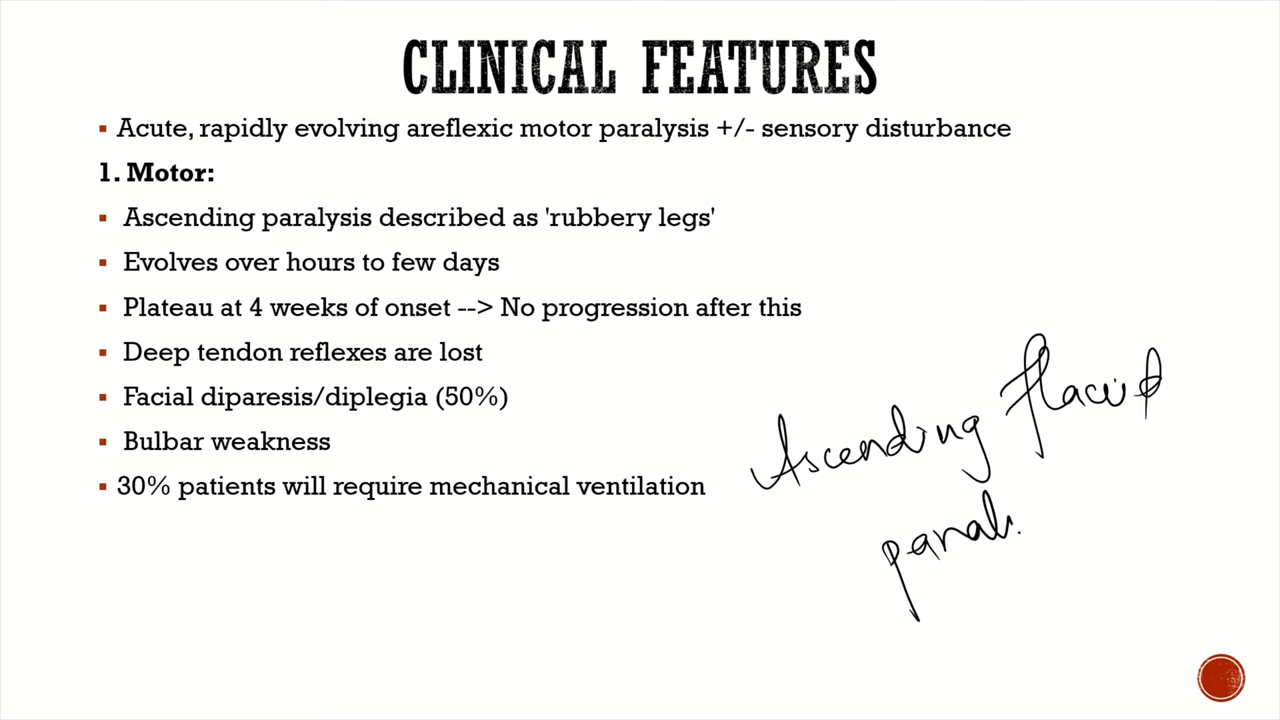 CLINICAL FEATURES
▪ Acute, rapidly evolving areflexic motor paralysis +/- sensory disturbance
1. Motor:
▪ Ascending paralysis described as 'rubbery legs'
▪ Evolves over hours to few days
▪ Plateau at 4 weeks of onset --> No progression after this
▪ Deep tendon reflexes are lost
▪ Facial diparesis/diplegia (50%)
▪ Bulbar weakness
▪ 30% patients will require mechanical ventilation
Ascending flaccid